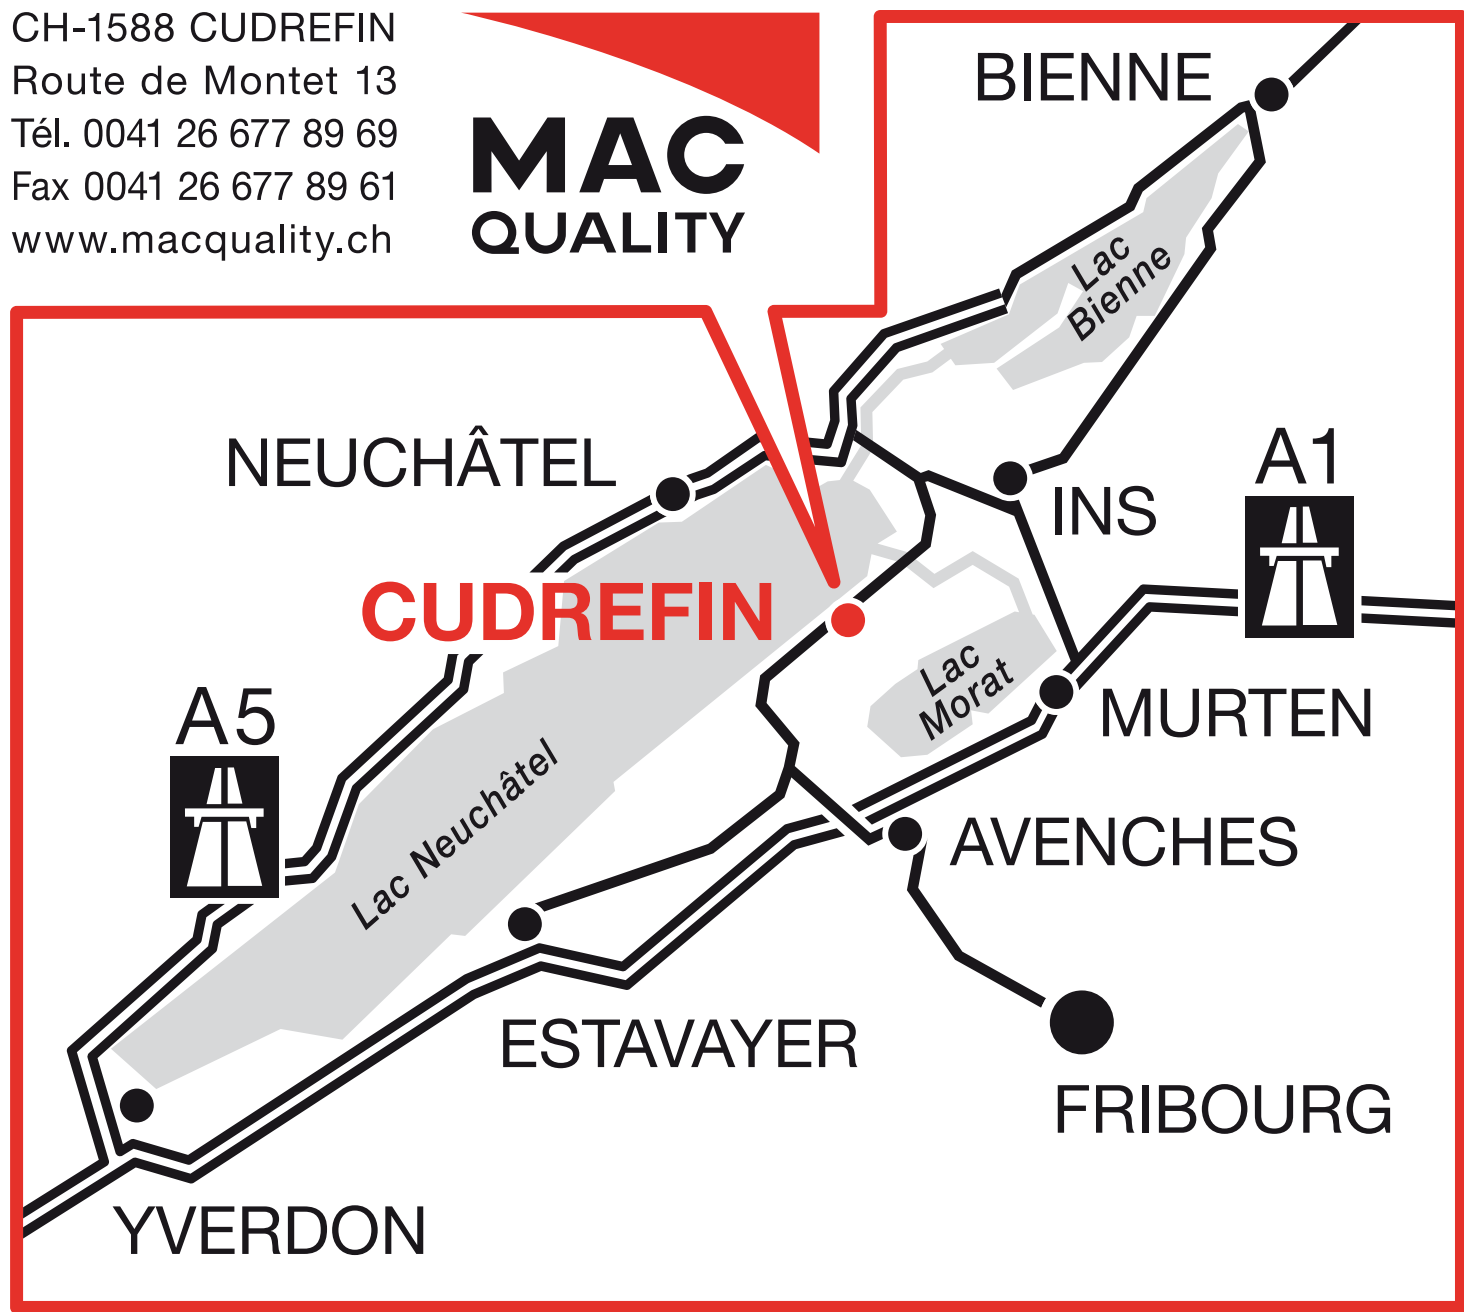 CH-1588 CUDREFIN
Route de Montet 13
Tél. 0041 26 677 89 69
Fax 0041 26 677 89 61
www.macquality.ch
MAC
QUALITY
BIENNE
Lac
Bienne
NEUCHÂTEL
A1
INS
CUDREFIN
Lac
Morat
MURTEN
A5
Lac Neuchâtel
AVENCHES
ESTAVAYER
FRIBOURG
YVERDON